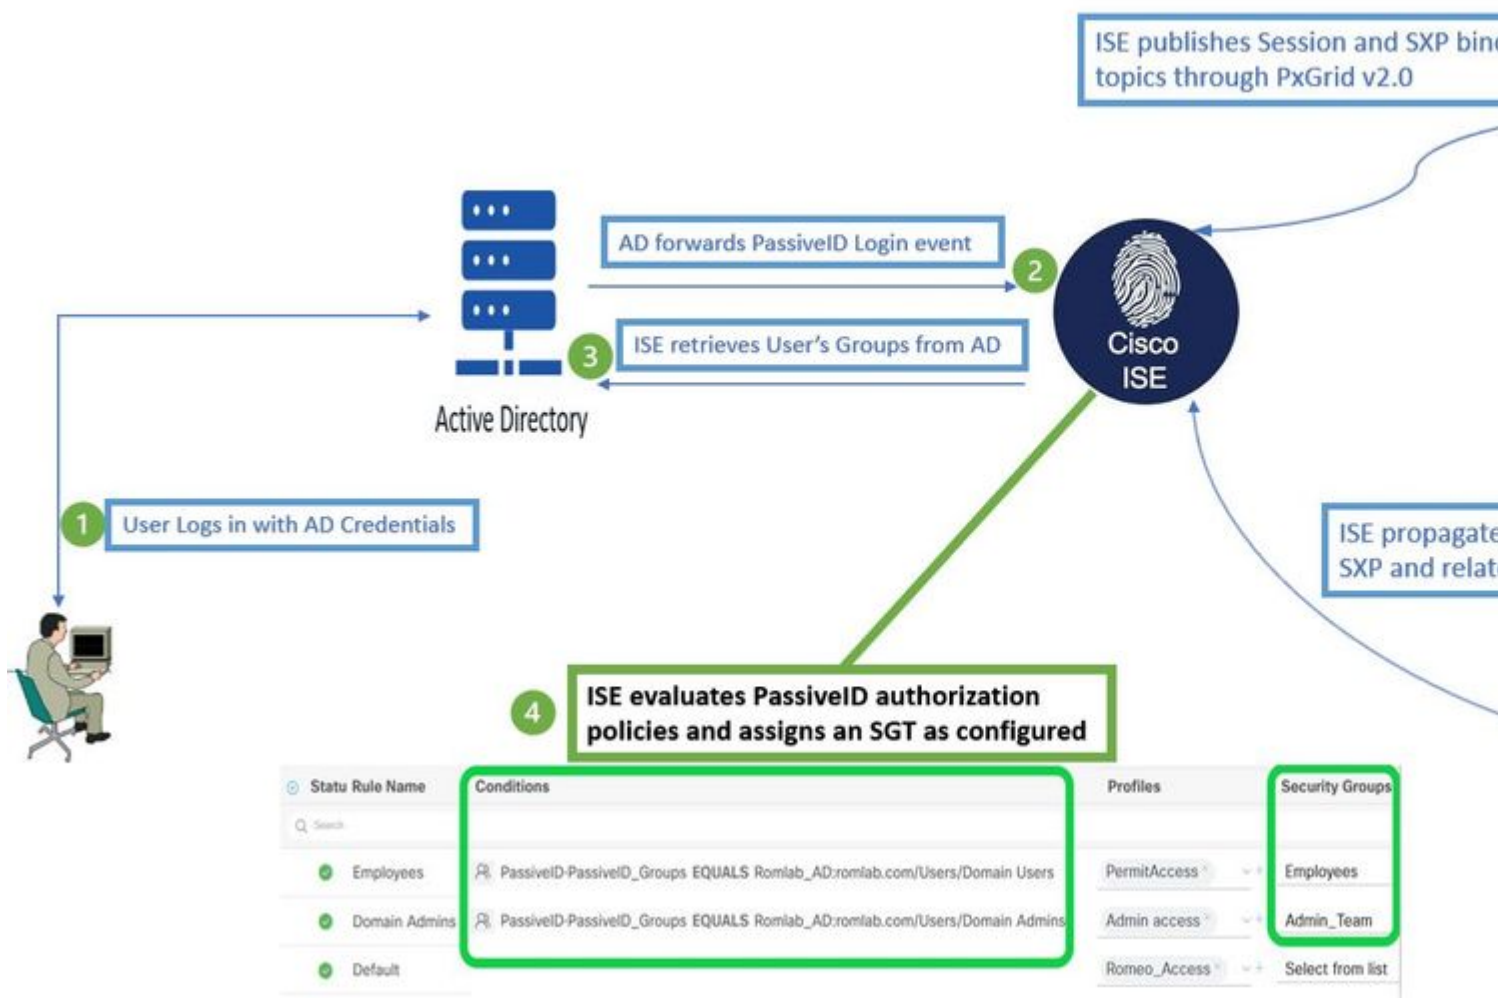 ISE publishes Session and SXP bind
topics through PxGrid v2.0
AD forwards PassiveID Login event
2
Cisco
ISE
3
ISE retrieves User's Groups from AD
Active Directory
1
User Logs in with AD Credentials
ISE propagate
SXP and relat
4
ISE evaluates PassiveID authorization
policies and assigns an SGT as configured
Statu Rule Name Conditions Profiles Security Groups
Search
Employees PassiveID-PassiveID_Groups EQUALS Romlab_AD:romlab.com/Users/Domain Users PermitAccess × Employees
Domain Admins PassiveID-PassiveID_Groups EQUALS Romlab_AD:romlab.com/Users/Domain Admins Admin access × Admin_Team
Default Romeo_Access × Select from list